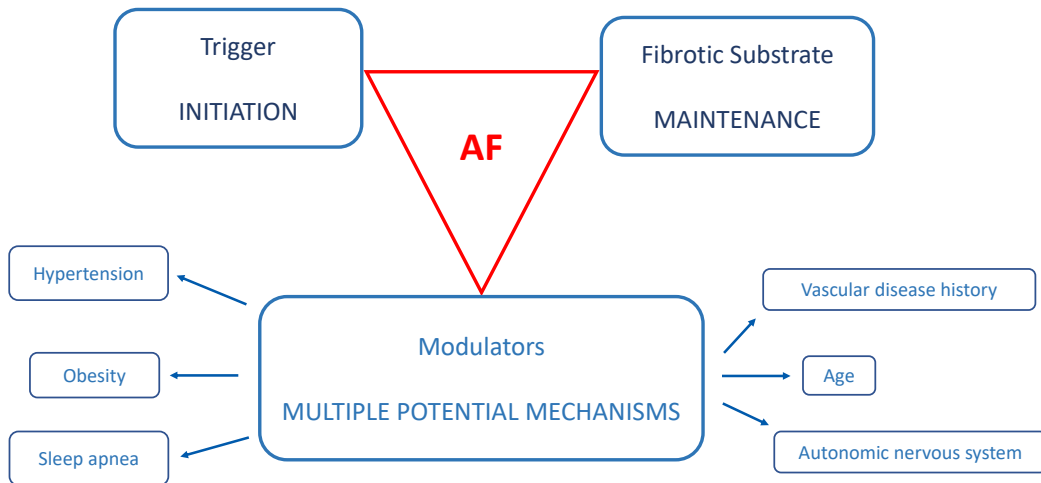 Trigger
INITIATION
Fibrotic Substrate
MAINTENANCE
AF
Hypertension
Obesity
Sleep apnea
Modulators
MULTIPLE POTENTIAL MECHANISMS
Vascular disease history
Age
Autonomic nervous system